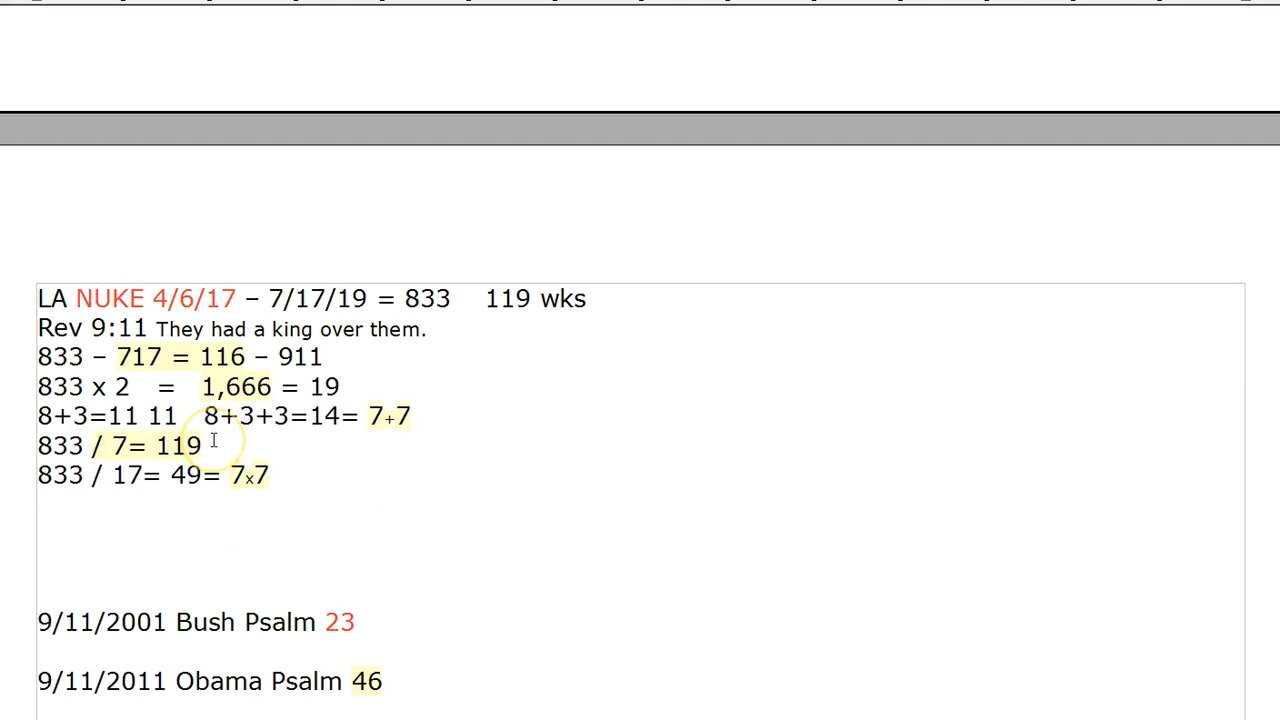 LA NUKE 4/6/17 – 7/17/19 = 833 119 wks
Rev 9:11 They had a king over them.
833 – 717 = 116 – 911
833 x 2 = 1,666 = 19
8+3=11 11 8+3+3=14= 7+7
833 / 7= 119
833 / 17= 49= 7x7
9/11/2001 Bush Psalm 23
9/11/2011 Obama Psalm 46